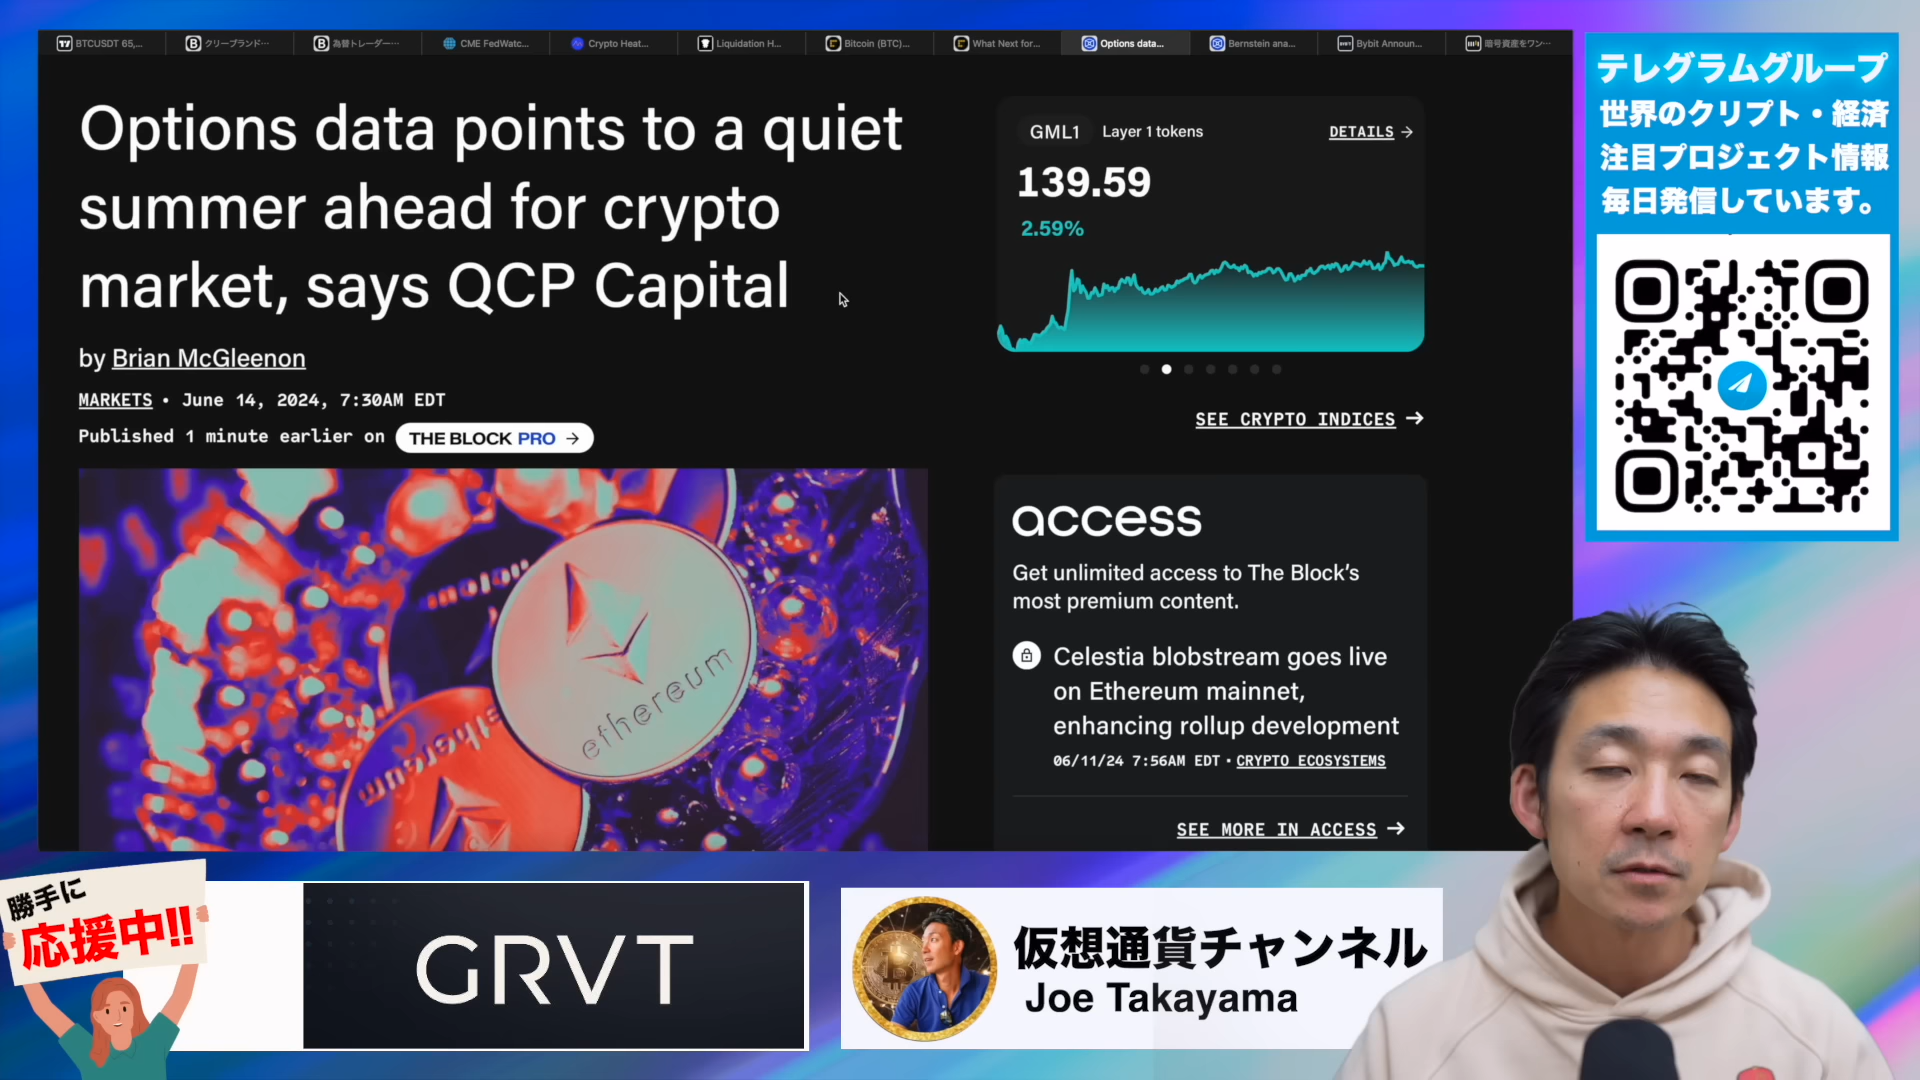 BTCUSDT 65,...
クリーブランド…
為替トレーダー…
CME FedWatc...
Crypto Heat...
Liquidation H...
Bitcoin (BTC)...
What Next for...
Options data...
Bernstein ana...
Bybit Announ...
暗号資産をワン…
Options data points to a quiet
summer ahead for crypto
market, says QCP Capital
by Brian McGleenon
MARKETS • June 14, 2024, 7:30AM EDT
Published 1 minute earlier on THE BLOCK PRO →
GML1 Layer 1 tokens DETAILS →
139.59
2.59%
SEE CRYPTO INDICES →
access
Get unlimited access to The Block's
most premium content.
Celestia blobstream goes live
on Ethereum mainnet,
enhancing rollup development
06/11/24 7:56AM EDT • CRYPTO ECOSYSTEMS
SEE MORE IN ACCESS →
ethereum
テレグラムグループ
世界のクリプト・経済
注目プロジェクト情報
毎日発信しています。
勝手に
応援中!!
GRVT
仮想通貨チャンネル
Joe Takayama